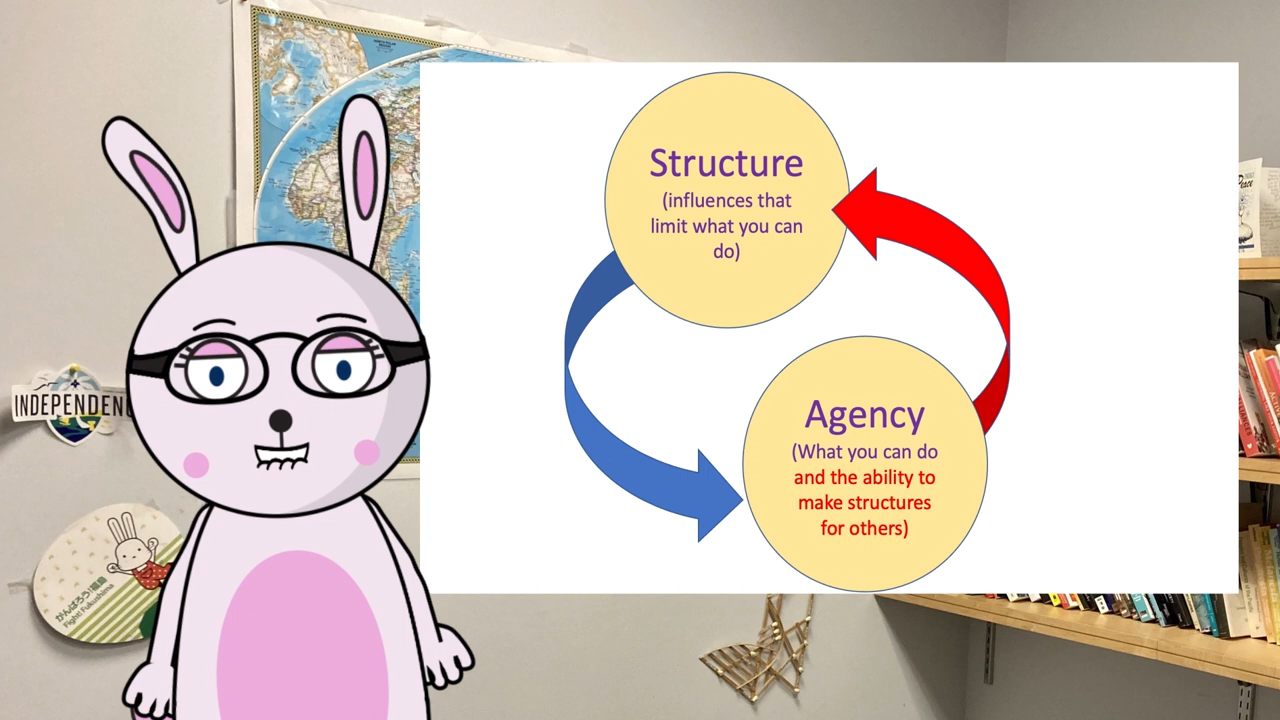 Structure
(influences that
limit what you can
do)
Agency
(What you can do
and the ability to
make structures
for others)
INDEPENDEN
がんばろう!福島
Fight! Fukushima
Peace